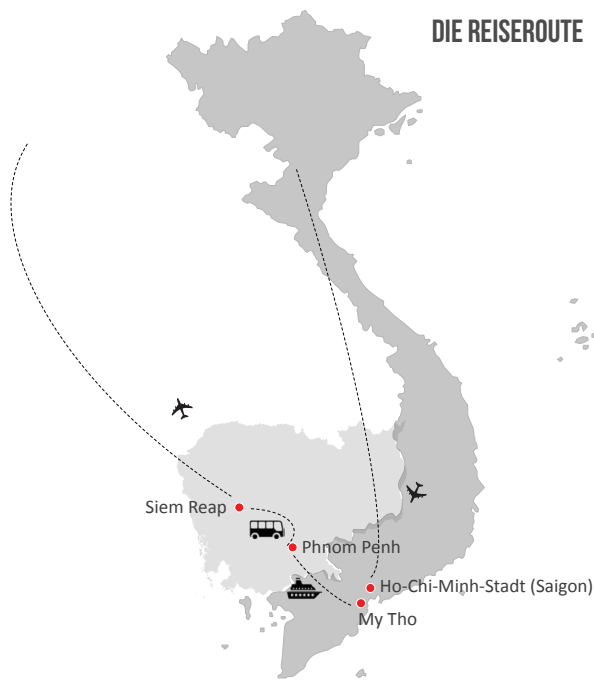 DIE REISEROUTE
Siem Reap
Phnom Penh
Ho-Chi-Minh-Stadt (Saigon)
My Tho